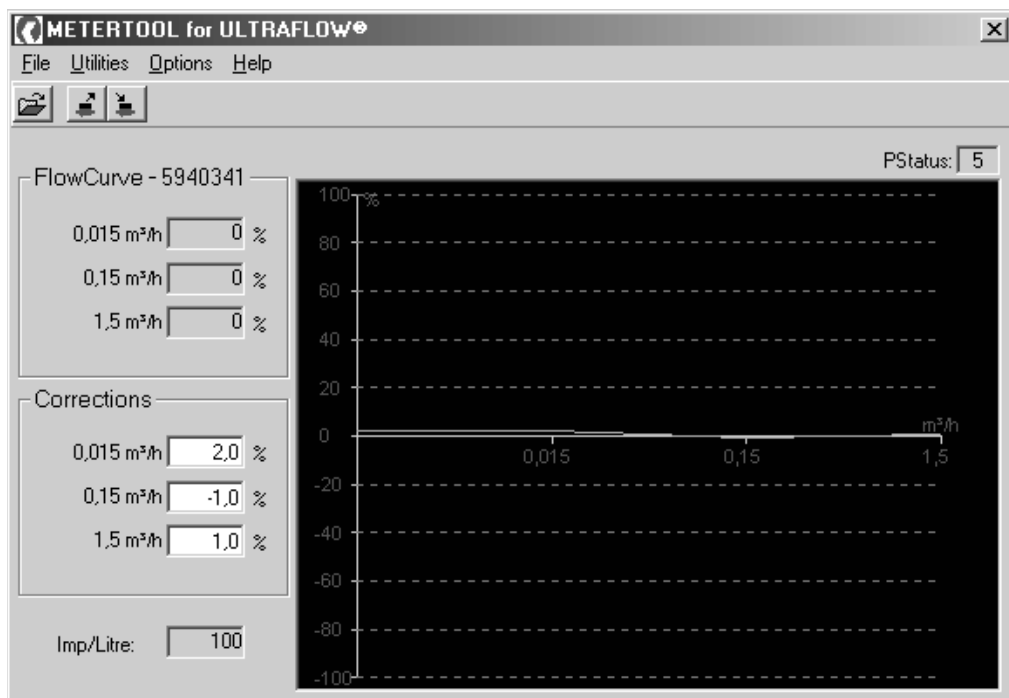 METERTOOL for ULTRAFLOW®
File Utilities Options Help
PStatus: 5
FlowCurve - 5940341
0,015 m³/h 0 %
0,15 m³/h 0 %
1,5 m³/h 0 %
Corrections
0,015 m³/h 2,0 %
0,15 m³/h -1,0 %
1,5 m³/h 1,0 %
Imp/Litre: 100
100 %
80
60
40
20
0 m³/h
0,015 0,15 1,5
-20
-40
-60
-80
-100